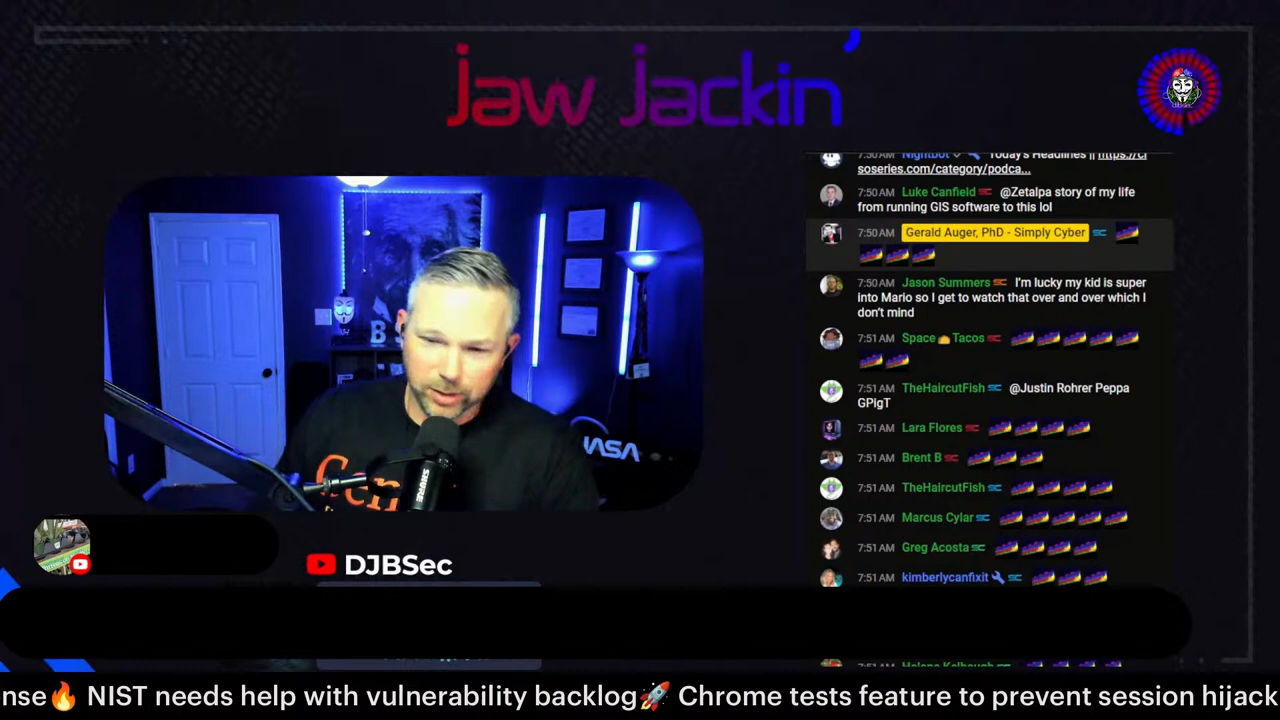 jaw Jackin'
7:50 AM Nightbot Today's Headlines || https://ci
soseries.com/category/podca...
7:50 AM Luke Canfield @Zetalpa story of my life
from running GIS software to this lol
7:50 AM Gerald Auger, PhD - Simply Cyber
7:50 AM Jason Summers I'm lucky my kid is super
into Mario so I get to watch that over and over which I
don't mind
7:51 AM Space Tacos
7:51 AM TheHaircutFish @Justin Rohrer Peppa
GPigT
7:51 AM Lara Flores
7:51 AM Brent B
7:51 AM TheHaircutFish
7:51 AM Marcus Cylar
7:51 AM Greg Acosta
7:51 AM kimberlycanfixit
NASA
Cen
SHURE
DJBSec
nse🔥 NIST needs help with vulnerability backlog🚀 Chrome tests feature to prevent session hijack